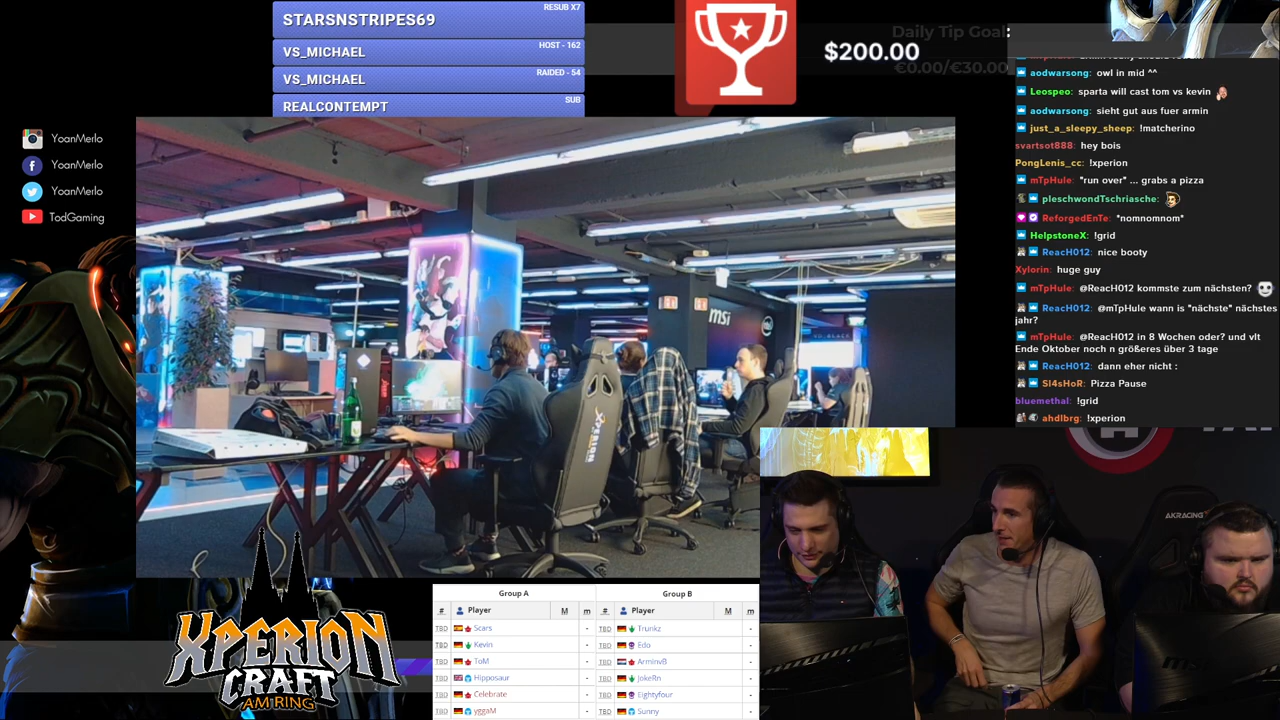 STARSNSTRIPES69
RESUB X7
VS_MICHAEL
HOST - 162
VS_MICHAEL
RAIDED - 54
REALCONTEMPT
SUB
$200.00
Daily Tip Goal:
€0.00/€30.00
YoanMerlo
YoanMerlo
YoanMerlo
TodGaming
aodwarsong: owl in mid ^^
Leospeo: sparta will cast tom vs kevin
aodwarsong: sieht gut aus fuer armin
just_a_sleepy_sheep: !matcherino
svartsot888: hey bois
PongLenis_cc: !xperion
mTpHule: "run over" ... grabs a pizza
pleschwondTschriasche:
ReforgedEnTe: *nomnomnom*
HelpstoneX: !grid
ReacH012: nice booty
Xylorin: huge guy
mTpHule: @ReacH012 kommste zum nächsten?
ReacH012: @mTpHule wann is "nächste" nächstes
jahr?
mTpHule: @ReacH012 in 8 Wochen oder? und vlt
Ende Oktober noch n größeres über 3 tage
ReacH012: dann eher nicht :
Sl4sHoR: Pizza Pause
bluemethal: !grid
ahdlbrg: !xperion
msi
XPERION
AKRACING
XPERION
CRAFT
AM RING
Group A
# Player M m
TBD Scars -
TBD Kevin -
TBD ToM -
TBD Hipposaur -
TBD Celebrate -
TBD yggaM -
Group B
# Player M m
TBD Trunkz -
TBD Edo -
TBD ArminvB -
TBD JokeRn -
TBD Eightyfour -
TBD Sunny -